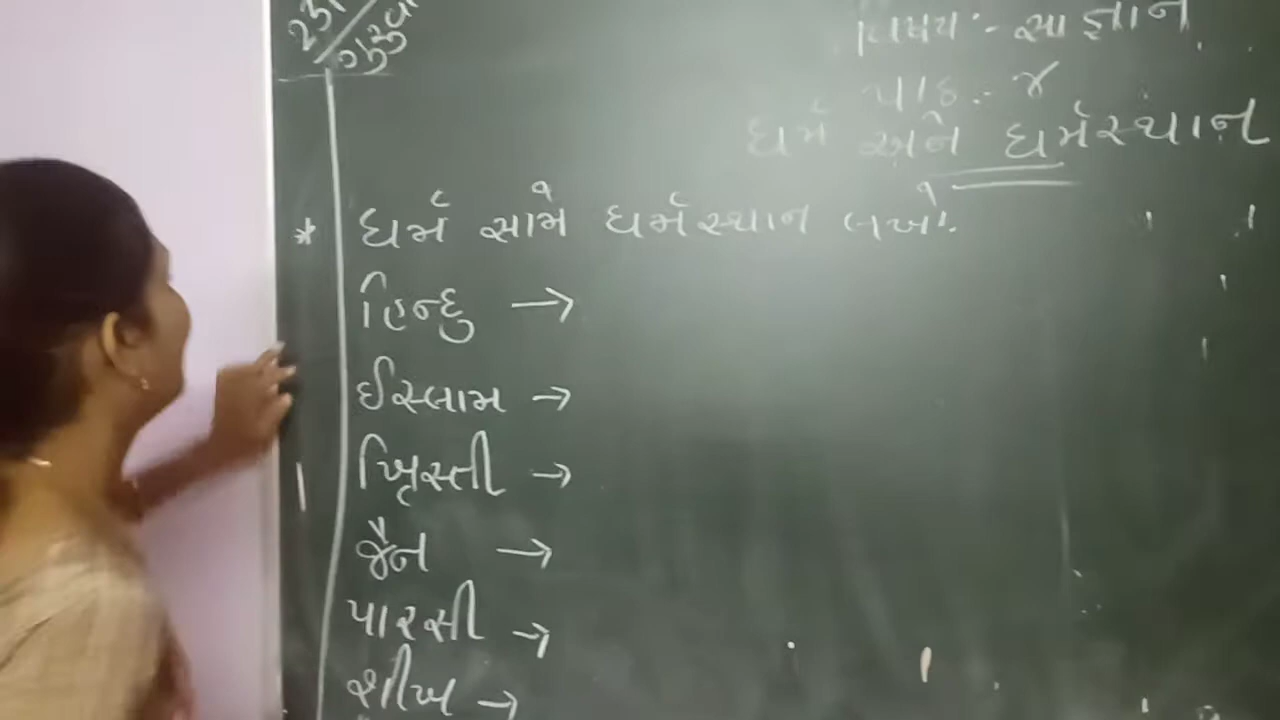 વિષય :- સા જ્ઞાન
પાઠ :- ૪
ધર્મ અને ધર્મસ્થાન
* ધર્મ સામે ધર્મસ્થાન લખો.
હિન્દુ →
ઈસ્લામ →
ખ્રિસ્તી →
જૈન →
પારસી →
શીખ →